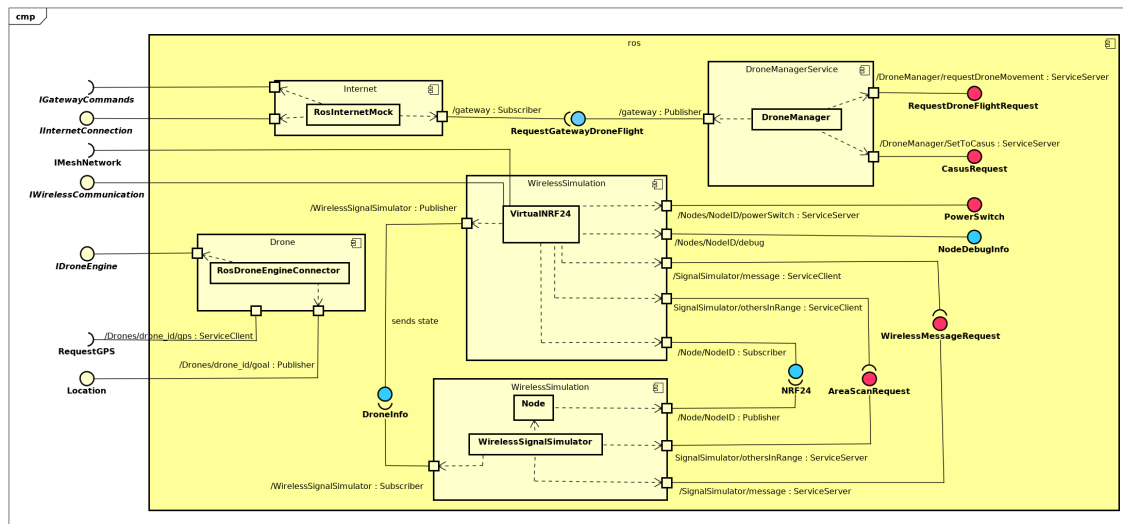 cmp
ros
IGatewayCommands
IInternetConnection
IMeshNetwork
IWirelessCommunication
IDroneEngine
RequestGPS
Location
Internet
RosInternetMock
/gateway : Subscriber
RequestGatewayDroneFlight
/gateway : Publisher
DroneManagerService
DroneManager
/DroneManager/requestDroneMovement : ServiceServer
RequestDroneFlightRequest
/DroneManager/SetToCasus : ServiceServer
CasusRequest
WirelessSimulation
VirtualNRF24
/WirelessSignalSimulator : Publisher
/Nodes/NodeID/powerSwitch : ServiceServer
PowerSwitch
/Nodes/NodeID/debug
NodeDebugInfo
/SignalSimulator/message : ServiceClient
SignalSimulator/othersInRange : ServiceClient
WirelessMessageRequest
/Node/NodeID : Subscriber
Drone
RosDroneEngineConnector
/Drones/drone_id/gps : ServiceClient
/Drones/drone_id/goal : Publisher
sends state
DroneInfo
NRF24
AreaScanRequest
WirelessSimulation
Node
WirelessSignalSimulator
/Node/NodeID : Publisher
SignalSimulator/othersInRange : ServiceServer
/WirelessSignalSimulator : Subscriber
/SignalSimulator/message : ServiceServer